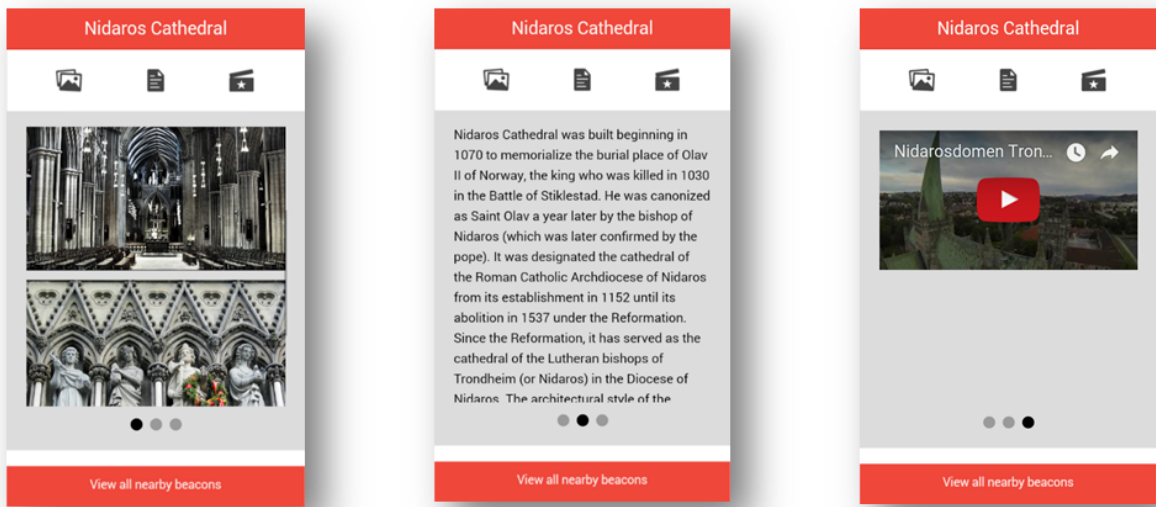 Nidaros Cathedral
View all nearby beacons
Nidaros Cathedral
Nidaros Cathedral was built beginning in
1070 to memorialize the burial place of Olav
II of Norway, the king who was killed in 1030
in the Battle of Stiklestad. He was canonized
as Saint Olav a year later by the bishop of
Nidaros (which was later confirmed by the
pope). It was designated the cathedral of
the Roman Catholic Archdiocese of Nidaros
from its establishment in 1152 until its
abolition in 1537 under the Reformation.
Since the Reformation, it has served as the
cathedral of the Lutheran bishops of
Trondheim (or Nidaros) in the Diocese of
Nidaros. The architectural style of the
View all nearby beacons
Nidaros Cathedral
Nidarosdomen Tron...
View all nearby beacons